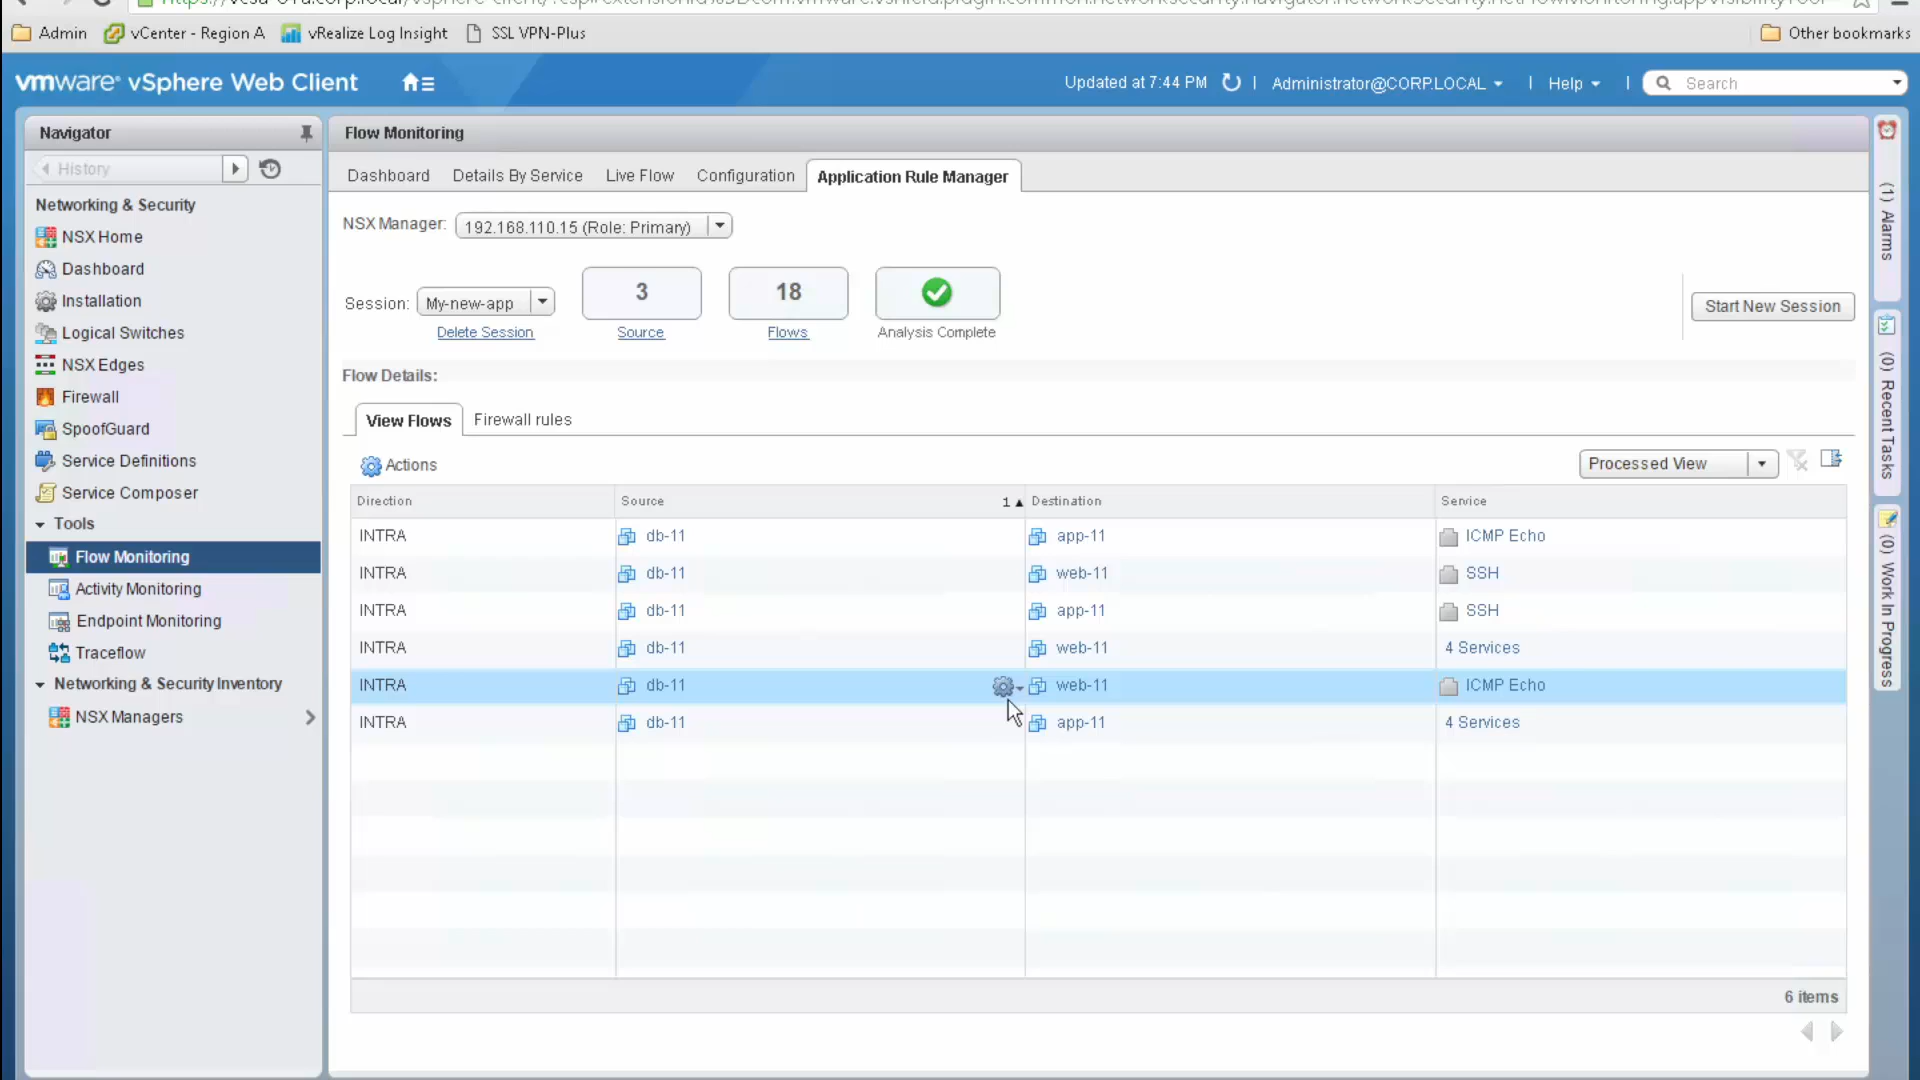 Admin vCenter - Region A vRealize Log Insight SSL VPN-Plus Other bookmarks
vmware® vSphere Web Client
Updated at 7:44 PM | Administrator@CORP.LOCAL | Help | Search
Navigator
History
Networking & Security
NSX Home
Dashboard
Installation
Logical Switches
NSX Edges
Firewall
SpoofGuard
Service Definitions
Service Composer
Tools
Flow Monitoring
Activity Monitoring
Endpoint Monitoring
Traceflow
Networking & Security Inventory
NSX Managers
Flow Monitoring
Dashboard Details By Service Live Flow Configuration Application Rule Manager
NSX Manager: 192.168.110.15 (Role: Primary)
Session: My-new-app 3 18 Start New Session
Delete Session Source Flows Analysis Complete
Flow Details:
View Flows Firewall rules
Actions Processed View
Direction Source 1 ▲ Destination Service
INTRA db-11 app-11 ICMP Echo
INTRA db-11 web-11 SSH
INTRA db-11 app-11 SSH
INTRA db-11 web-11 4 Services
INTRA db-11 web-11 ICMP Echo
INTRA db-11 app-11 4 Services
6 items
(1) Alarms
(0) Recent Tasks
(0) Work In Progress